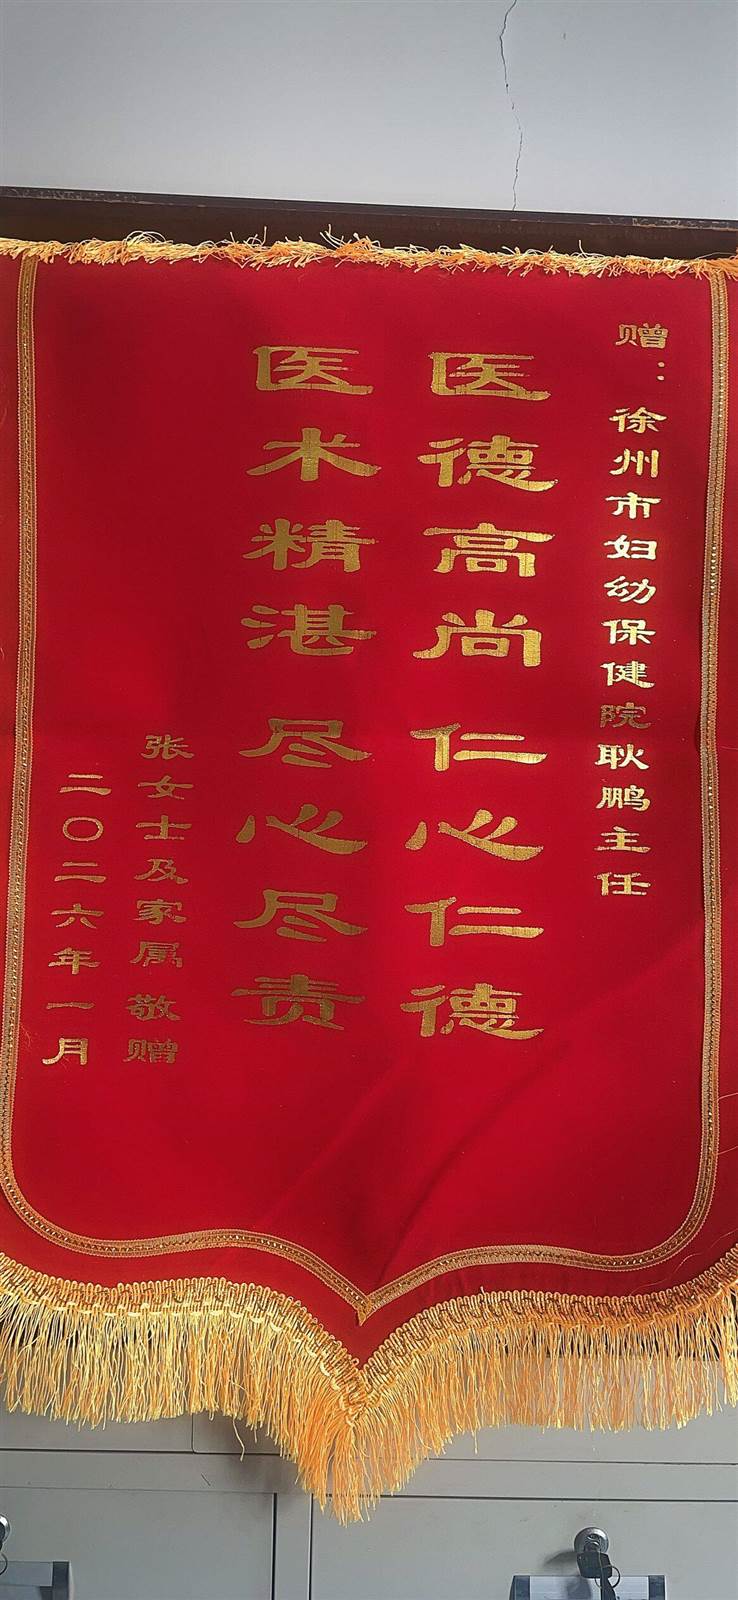 赠：徐州市妇幼保健院耿鹏主任
医德高尚 仁心仁德
医术精湛 尽心尽责
张女士及家属敬赠
二〇二六年一月